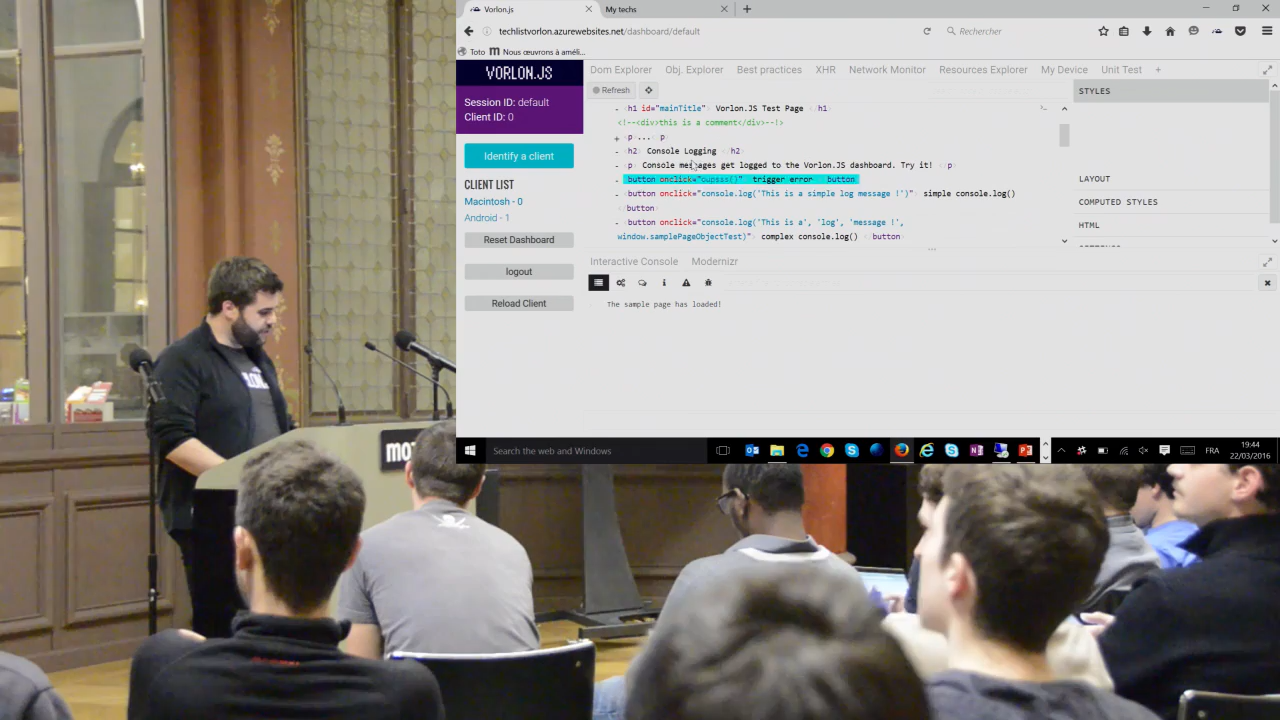 Vorlon.js
My techs
techlistvorlon.azurewebsites.net/dashboard/default
Rechercher
Toto
Nous œuvrons à améli...
VORLON.JS
Session ID: default
Client ID: 0
Identify a client
CLIENT LIST
Macintosh - 0
Android - 1
Reset Dashboard
logout
Reload Client
Dom Explorer Obj. Explorer Best practices XHR Network Monitor Resources Explorer My Device Unit Test +
Refresh
- h1 id="mainTitle" Vorlon.JS Test Page h1
<!--<div>this is a comment</div>--!>
+ p ... p
- h2 Console Logging h2
- p Console messages get logged to the Vorlon.JS dashboard. Try it! p
- button onclick="oupsss()" trigger error button
- button onclick="console.log('This is a simple log message !')" simple console.log()
button
- button onclick="console.log('This is a', 'log', 'message !',
window.samplePageObjectTest)" complex console.log() button
STYLES
LAYOUT
COMPUTED STYLES
HTML
Interactive Console Modernizr
The sample page has loaded!
Search the web and Windows
FRA
19:44
22/03/2016